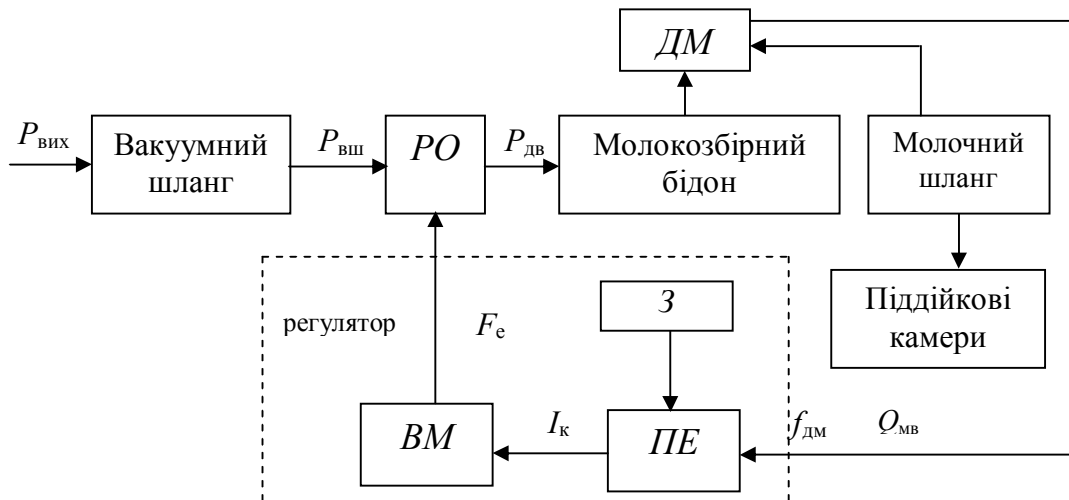 ДМ
Pвих
Вакуумний
шланг
Pвш
РО
Pдв
Молокозбірний
бідон
Молочний
шланг
Піддійкові
камери
регулятор
Fе
З
ВМ
Iк
ПЕ
fдм
Qмв